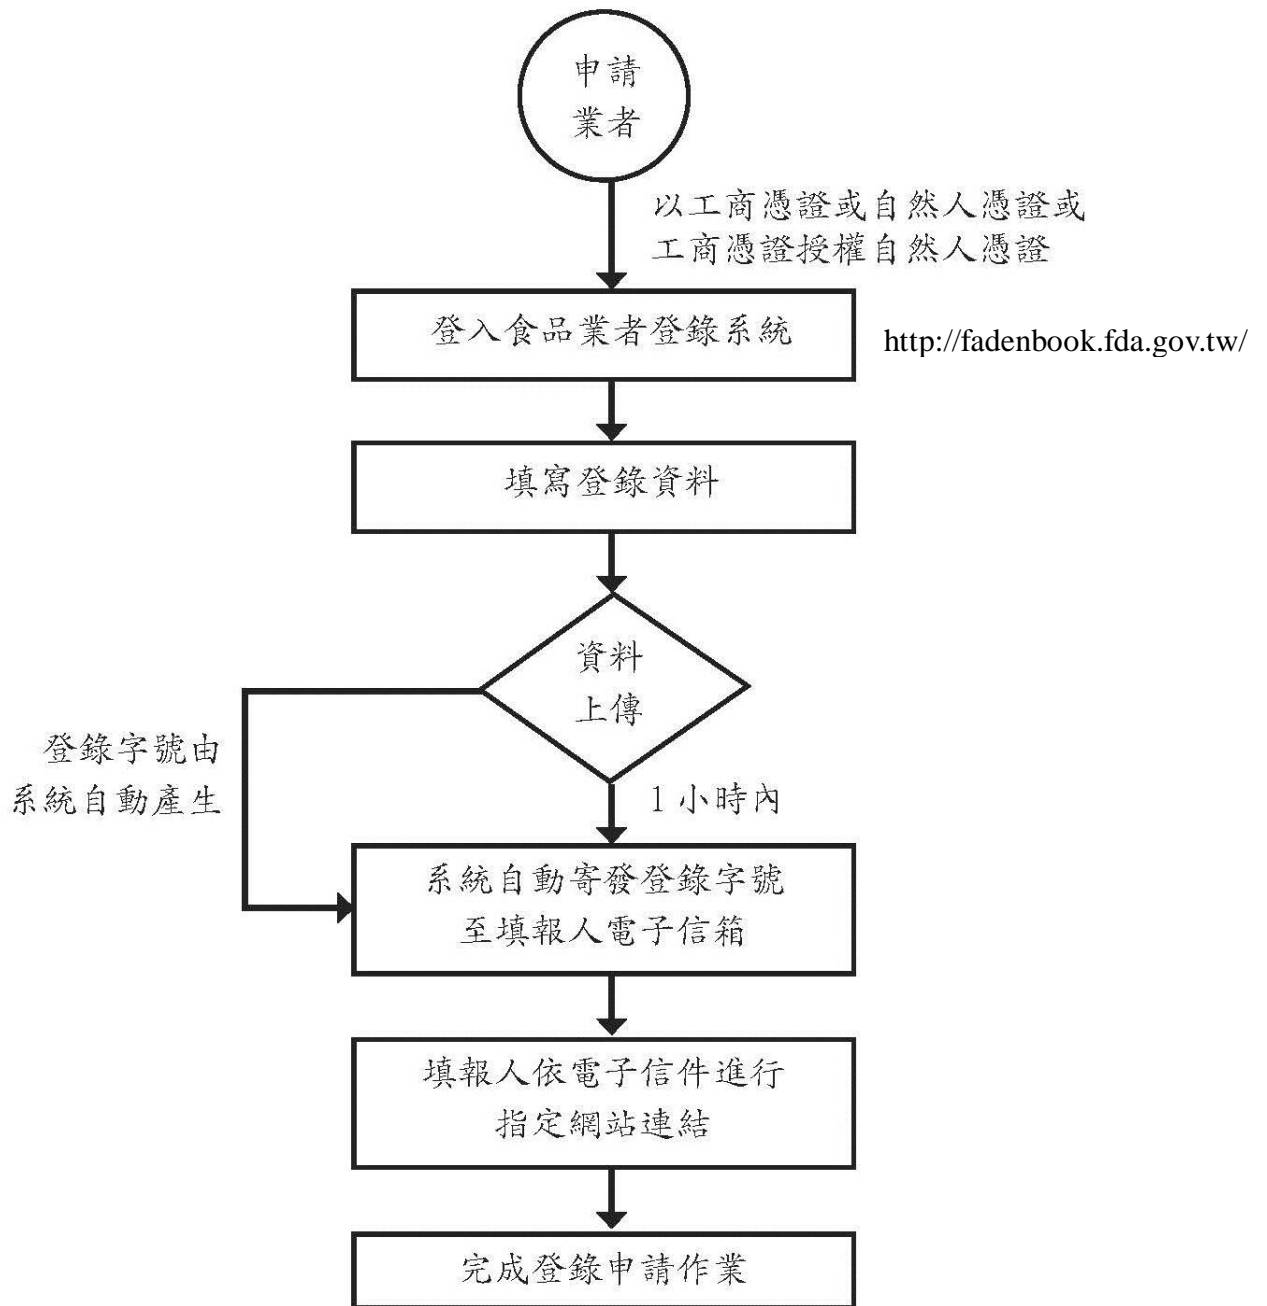 申請
業者
以工商憑證或自然人憑證或
工商憑證授權自然人憑證
登入食品業者登錄系統
http://fadenbook.fda.gov.tw/
填寫登錄資料
資料
上傳
登錄字號由
系統自動產生
1 小時內
系統自動寄發登錄字號
至填報人電子信箱
填報人依電子信件進行
指定網站連結
完成登錄申請作業